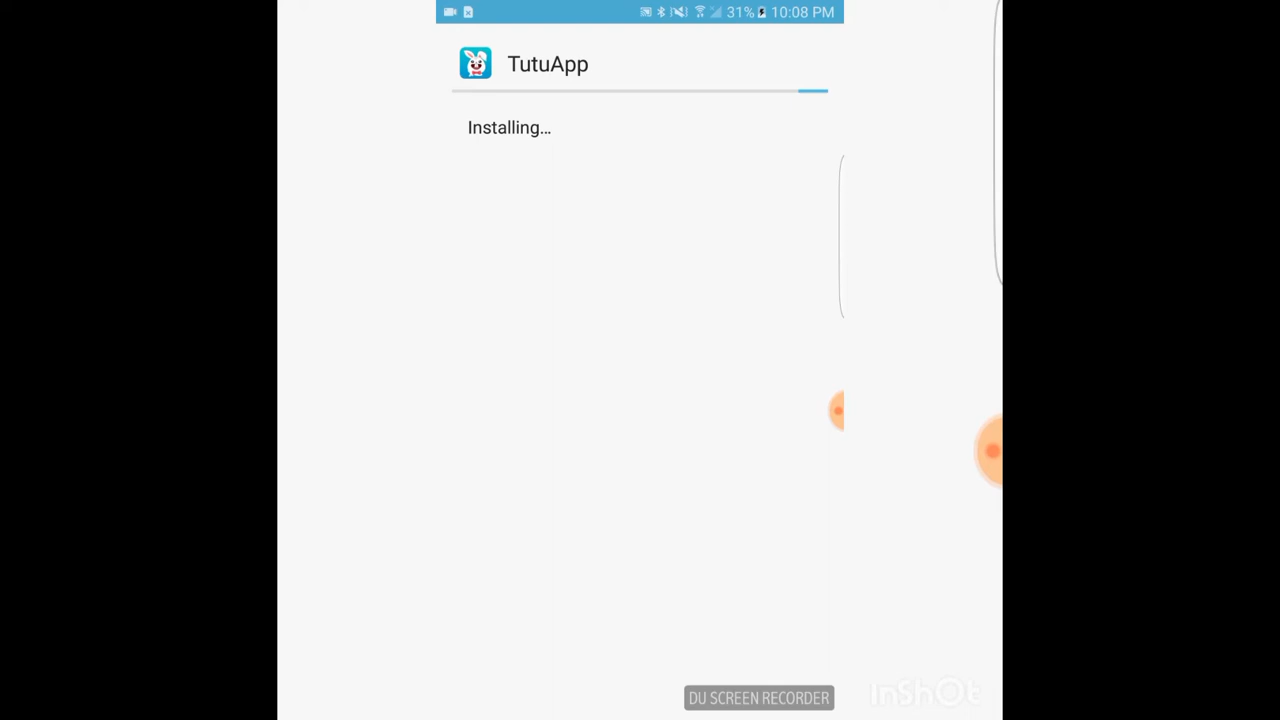 31% 10:08 PM
TutuApp
Installing...
DU SCREEN RECORDER
InShOt